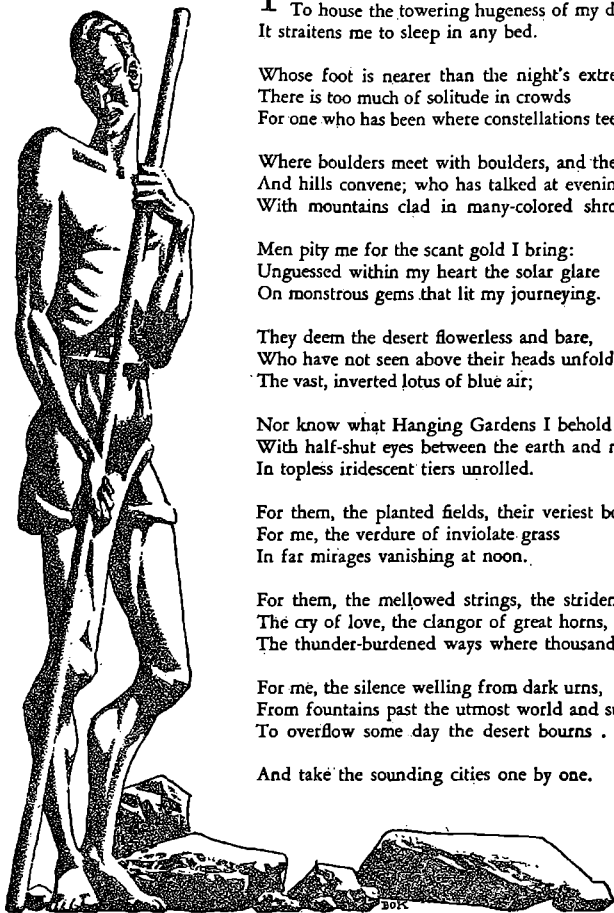 To house the towering hugeness of my d
It straitens me to sleep in any bed.
Whose foot is nearer than the night's extre
There is too much of solitude in crowds
For one who has been where constellations tee
Where boulders meet with boulders, and the
And hills convene; who has talked at evenin
With mountains clad in many-colored shro
Men pity me for the scant gold I bring:
Unguessed within my heart the solar glare
On monstrous gems that lit my journeying.
They deem the desert flowerless and bare,
Who have not seen above their heads unfold
The vast, inverted lotus of blue air;
Nor know what Hanging Gardens I behold
With half-shut eyes between the earth and m
In topless iridescent tiers unrolled.
For them, the planted fields, their veriest bo
For me, the verdure of inviolate grass
In far mirages vanishing at noon.
For them, the mellowed strings, the striden
The cry of love, the clangor of great horns,
The thunder-burdened ways where thousand
For me, the silence welling from dark urns,
From fountains past the utmost world and su
To overflow some day the desert bourns .
And take the sounding cities one by one.
BOK